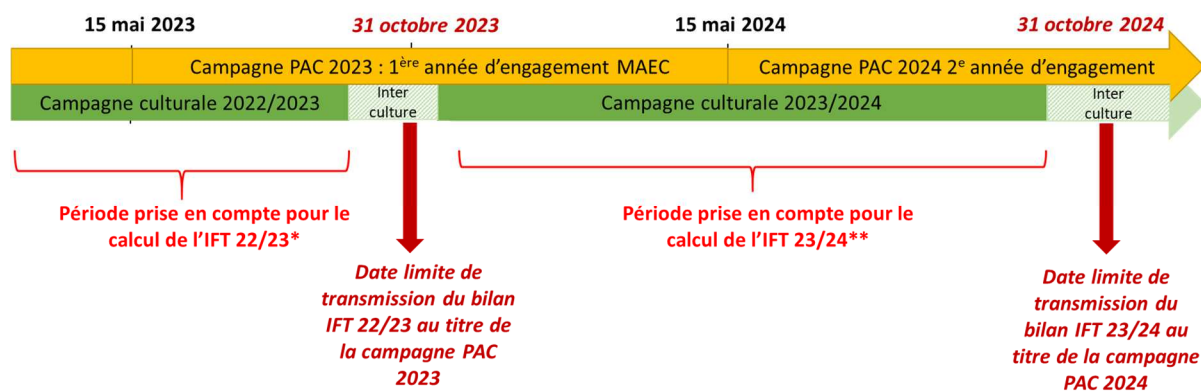 15 mai 2023
31 octobre 2023
15 mai 2024
31 octobre 2024
Campagne PAC 2023 : 1ère année d’engagement MAEC
Campagne PAC 2024 2e année d’engagement
Campagne culturale 2022/2023
Inter
culture
Campagne culturale 2023/2024
Inter
culture
Période prise en compte pour le
calcul de l’IFT 22/23*
Période prise en compte pour le
calcul de l’IFT 23/24**
Date limite de
transmission du bilan
IFT 22/23 au titre de
la campagne PAC
2023
Date limite de
transmission du
bilan IFT 23/24 au
titre de la campagne
PAC 2024